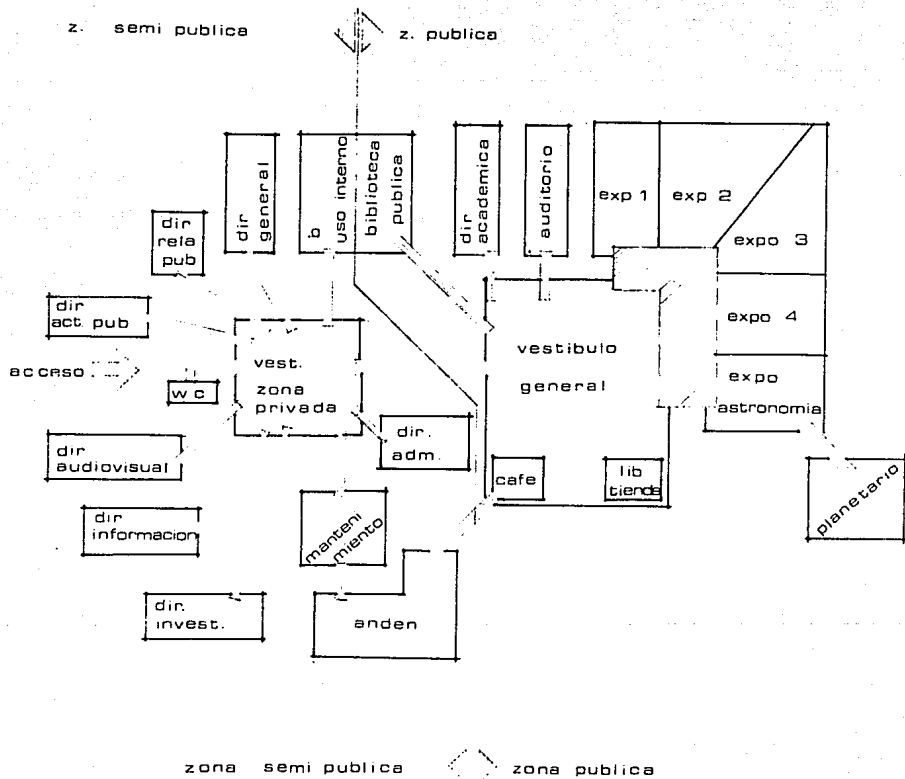 z. semi publica
z. publica
dir
general
b.
uso interno
biblioteca
publica
dir
academica
auditorio
exp 1
exp 2
expo 3
expo 4
expo
astronomia
planetario
dir
rela
pub
dir
act. pub
acceso
wc
vest.
zona
privada
vestibulo
general
dir.
adm.
dir
audiovisual
cafe
lib
tienda
dir
informacion
manteni
miento
dir.
invest.
anden
zona semi publica
zona publica